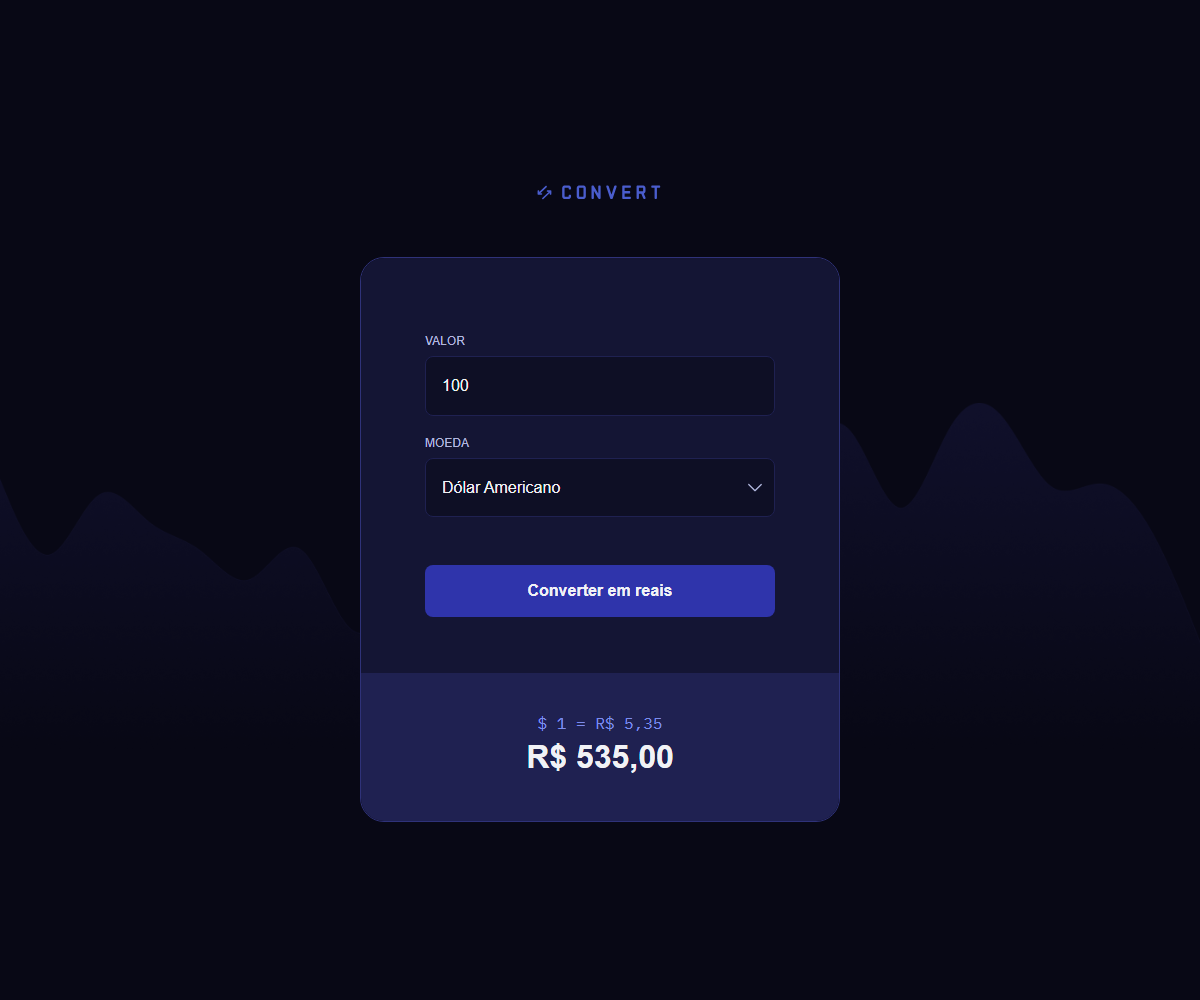 CONVERT
VALOR
100
MOEDA
Dólar Americano
Converter em reais
$ 1 = R$ 5,35
R$ 535,00